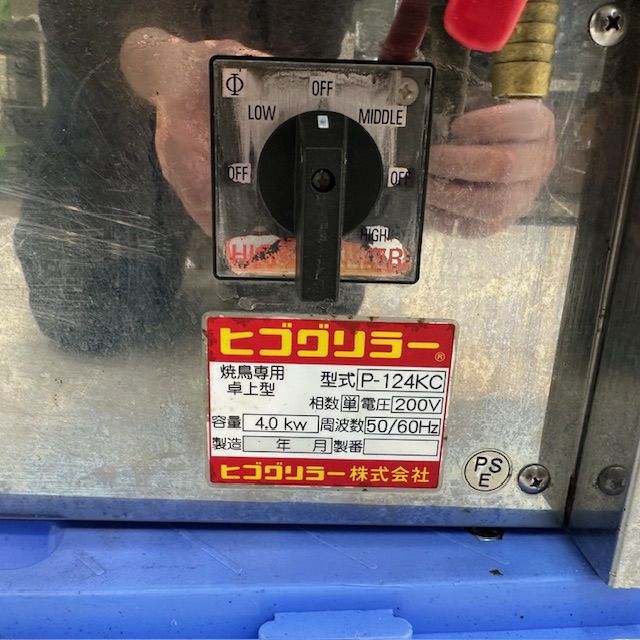 Φ
OFF
LOW
MIDDLE
OFF
OFF
HIGH
ヒゴグリラー®
焼鳥専用
卓上型
型式 P-124KC
相数 単 電圧 200V
容量 4.0 kw 周波数 50/60Hz
製造 年 月 製番
ヒゴグリラー株式会社
PS
E